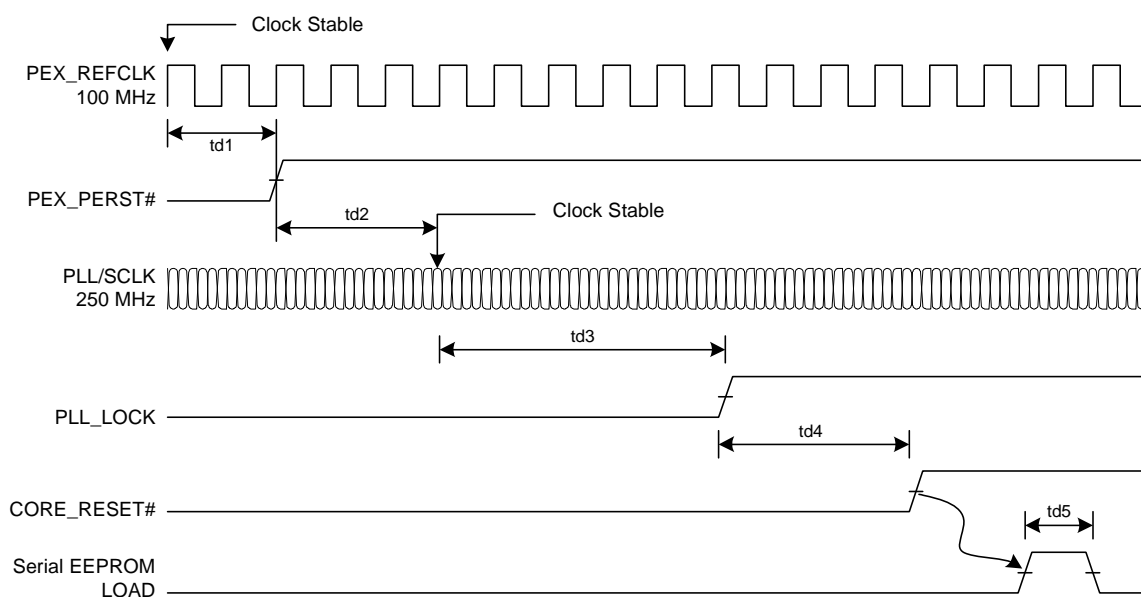 Clock Stable
PEX_REFCLK
100 MHz
td1
PEX_PERST#
td2
Clock Stable
PLL/SCLK
250 MHz
td3
PLL_LOCK
td4
CORE_RESET#
td5
Serial EEPROM
LOAD